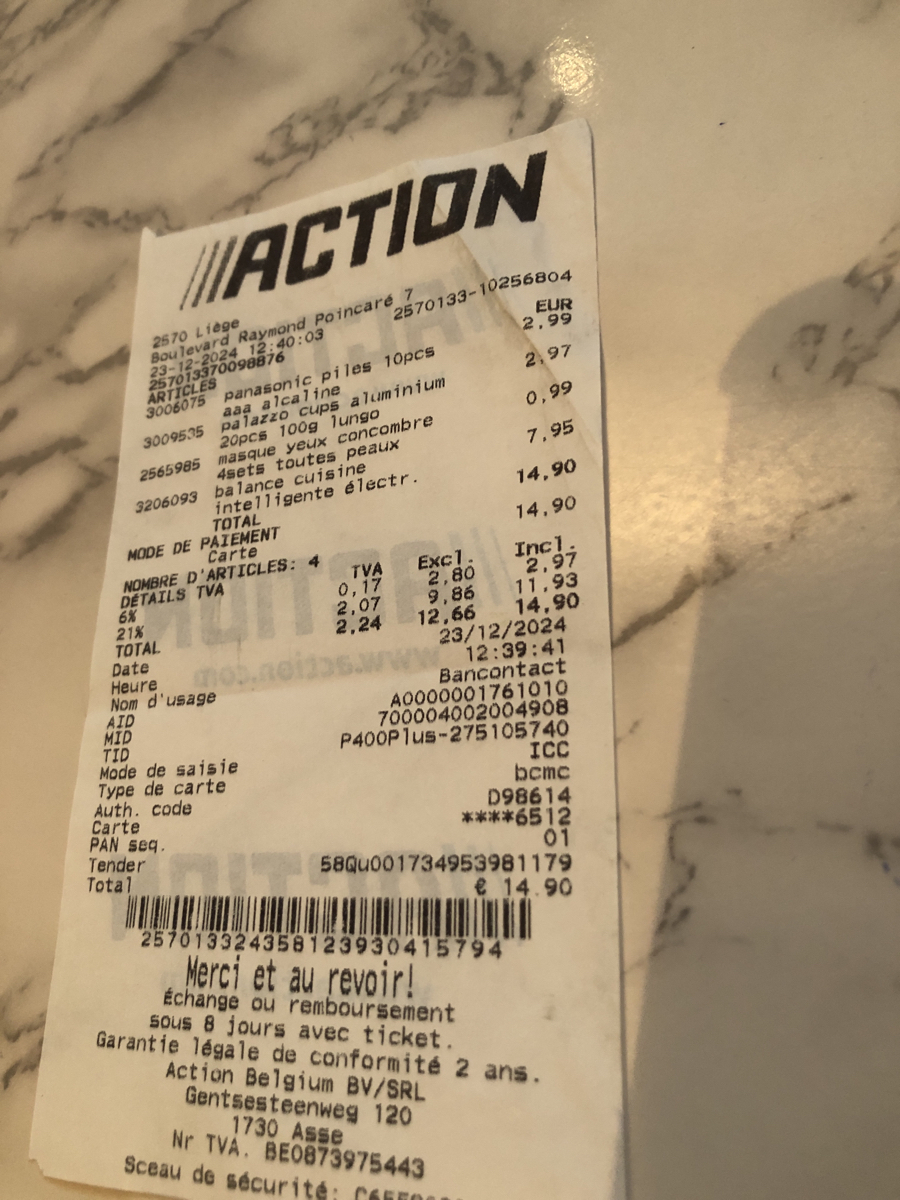 ACTION
2570 Liège
Boulevard Raymond Poincaré 7
23-12-2024 12:40:03 2570133-10256804
257013370098876
ARTICLES EUR
3006075 panasonic piles 10pcs 2,99
aaa alcaline
3009535 palazzo cups aluminium 2,97
20pcs 100g lungo
2565985 masque yeux concombre 0,99
4sets toutes peaux
3206093 balance cuisine 7,95
intelligente électr.
TOTAL 14,90
MODE DE PAIEMENT
Carte 14,90
NOMBRE D'ARTICLES: 4
DÉTAILS TVA TVA Excl. Incl.
6% 0,17 2,80 2,97
21% 2,07 9,86 11,93
TOTAL 2,24 12,66 14,90
Date 23/12/2024
Heure 12:39:41
Nom d'usage Bancontact
AID A0000001761010
MID 700004002004908
TID P400Plus-275105740
Mode de saisie ICC
Type de carte bcmc
Auth. code D98614
Carte ****6512
PAN seq. 01
Tender 58Qu001734953981179
Total € 14.90
257013324358123930415794
Merci et au revoir!
Échange ou remboursement
sous 8 jours avec ticket.
Garantie légale de conformité 2 ans.
Action Belgium BV/SRL
Gentsesteenweg 120
1730 Asse
Nr TVA. BE0873975443
Sceau de sécurité: